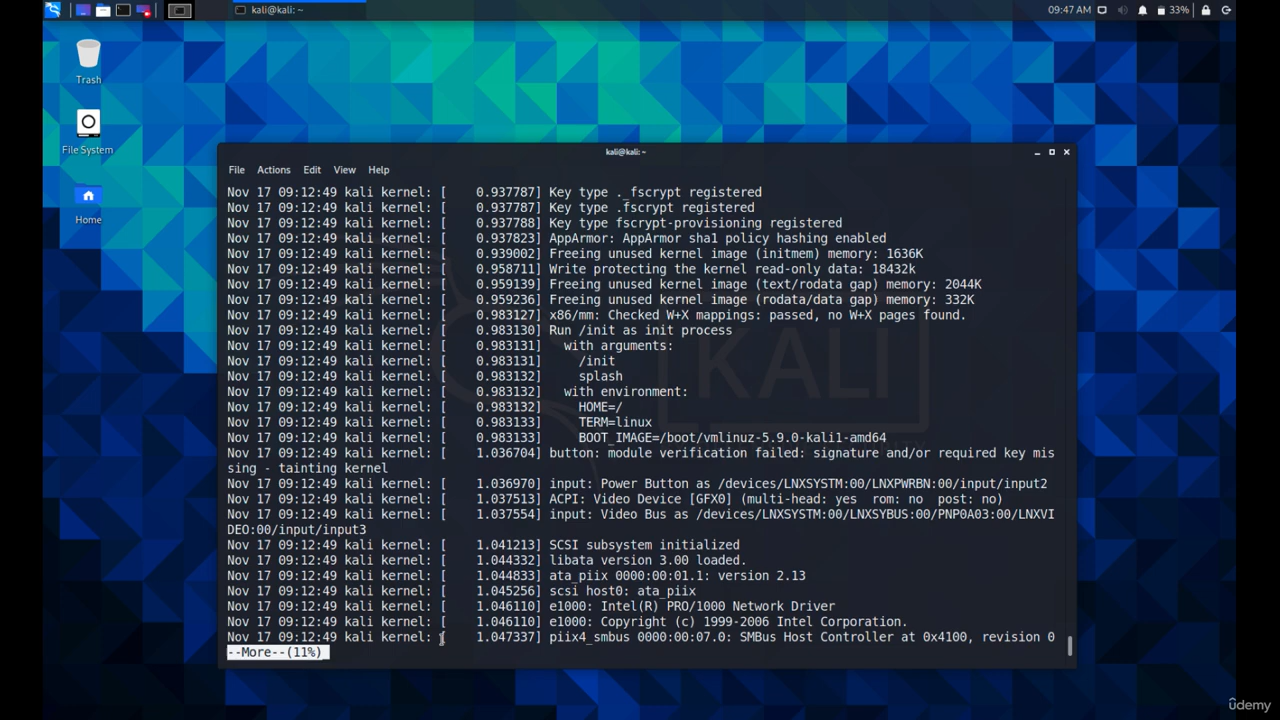 kali@kali: ~
09:47 AM
33%
Trash
File System
Home
kali@kali: ~
File Actions Edit View Help
Nov 17 09:12:49 kali kernel: [    0.937787] Key type ._fscrypt registered
Nov 17 09:12:49 kali kernel: [    0.937787] Key type .fscrypt registered
Nov 17 09:12:49 kali kernel: [    0.937788] Key type fscrypt-provisioning registered
Nov 17 09:12:49 kali kernel: [    0.937823] AppArmor: AppArmor sha1 policy hashing enabled
Nov 17 09:12:49 kali kernel: [    0.939002] Freeing unused kernel image (initmem) memory: 1636K
Nov 17 09:12:49 kali kernel: [    0.958711] Write protecting the kernel read-only data: 18432k
Nov 17 09:12:49 kali kernel: [    0.959139] Freeing unused kernel image (text/rodata gap) memory: 2044K
Nov 17 09:12:49 kali kernel: [    0.959236] Freeing unused kernel image (rodata/data gap) memory: 332K
Nov 17 09:12:49 kali kernel: [    0.983127] x86/mm: Checked W+X mappings: passed, no W+X pages found.
Nov 17 09:12:49 kali kernel: [    0.983130] Run /init as init process
Nov 17 09:12:49 kali kernel: [    0.983131]   with arguments:
Nov 17 09:12:49 kali kernel: [    0.983131]     /init
Nov 17 09:12:49 kali kernel: [    0.983132]     splash
Nov 17 09:12:49 kali kernel: [    0.983132]   with environment:
Nov 17 09:12:49 kali kernel: [    0.983132]     HOME=/
Nov 17 09:12:49 kali kernel: [    0.983133]     TERM=linux
Nov 17 09:12:49 kali kernel: [    0.983133]     BOOT_IMAGE=/boot/vmlinuz-5.9.0-kali1-amd64
Nov 17 09:12:49 kali kernel: [    1.036704] button: module verification failed: signature and/or required key mis
sing - tainting kernel
Nov 17 09:12:49 kali kernel: [    1.036970] input: Power Button as /devices/LNXSYSTM:00/LNXPWRBN:00/input/input2
Nov 17 09:12:49 kali kernel: [    1.037513] ACPI: Video Device [GFX0] (multi-head: yes  rom: no  post: no)
Nov 17 09:12:49 kali kernel: [    1.037554] input: Video Bus as /devices/LNXSYSTM:00/LNXSYBUS:00/PNP0A03:00/LNXVI
DEO:00/input/input3
Nov 17 09:12:49 kali kernel: [    1.041213] SCSI subsystem initialized
Nov 17 09:12:49 kali kernel: [    1.044332] libata version 3.00 loaded.
Nov 17 09:12:49 kali kernel: [    1.044833] ata_piix 0000:00:01.1: version 2.13
Nov 17 09:12:49 kali kernel: [    1.045256] scsi host0: ata_piix
Nov 17 09:12:49 kali kernel: [    1.046110] e1000: Intel(R) PRO/1000 Network Driver
Nov 17 09:12:49 kali kernel: [    1.046110] e1000: Copyright (c) 1999-2006 Intel Corporation.
Nov 17 09:12:49 kali kernel: [    1.047337] piix4_smbus 0000:00:07.0: SMBus Host Controller at 0x4100, revision 0
--More--(11%)
KALI
ûdemy